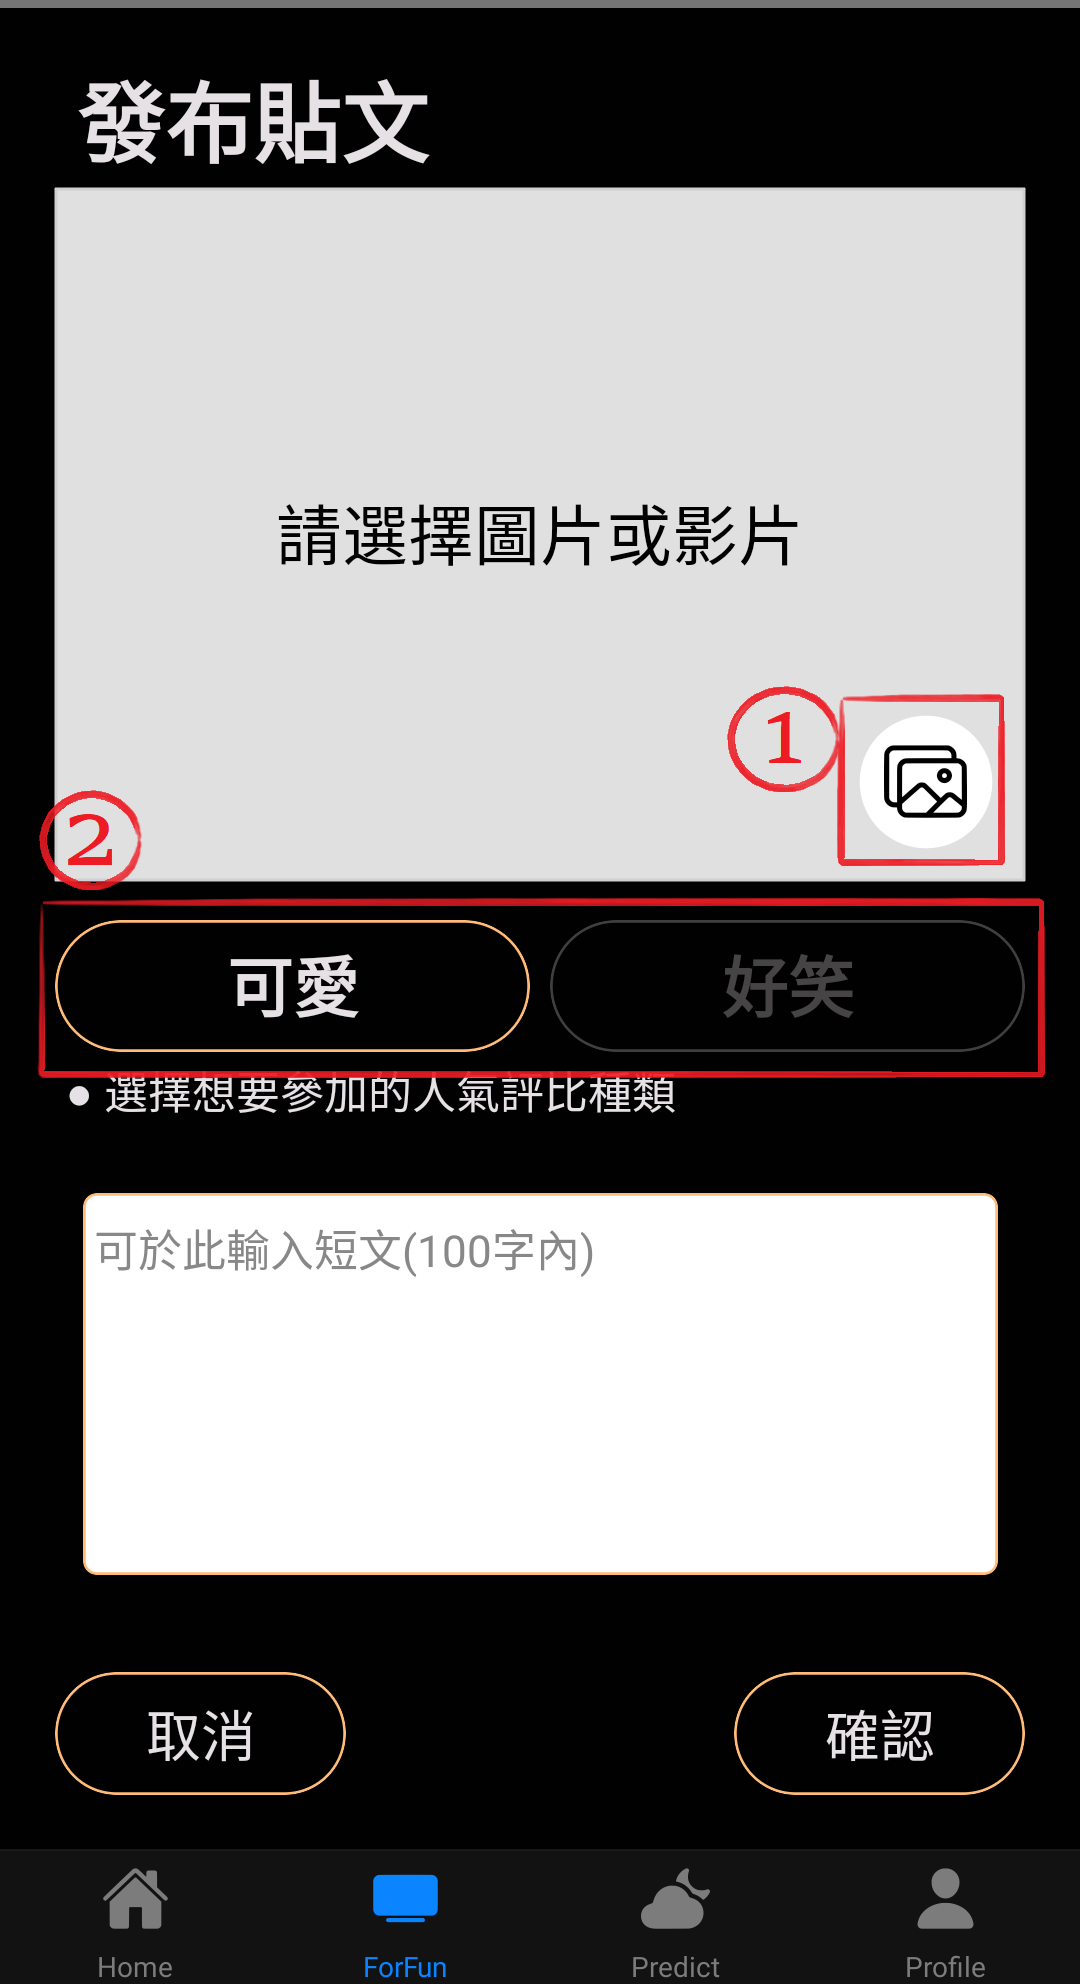 發布貼文
請選擇圖片或影片
1
2
可愛
好笑
● 選擇想要參加的人氣評比種類
可於此輸入短文(100字內)
取消
確認
Home
ForFun
Predict
Profile